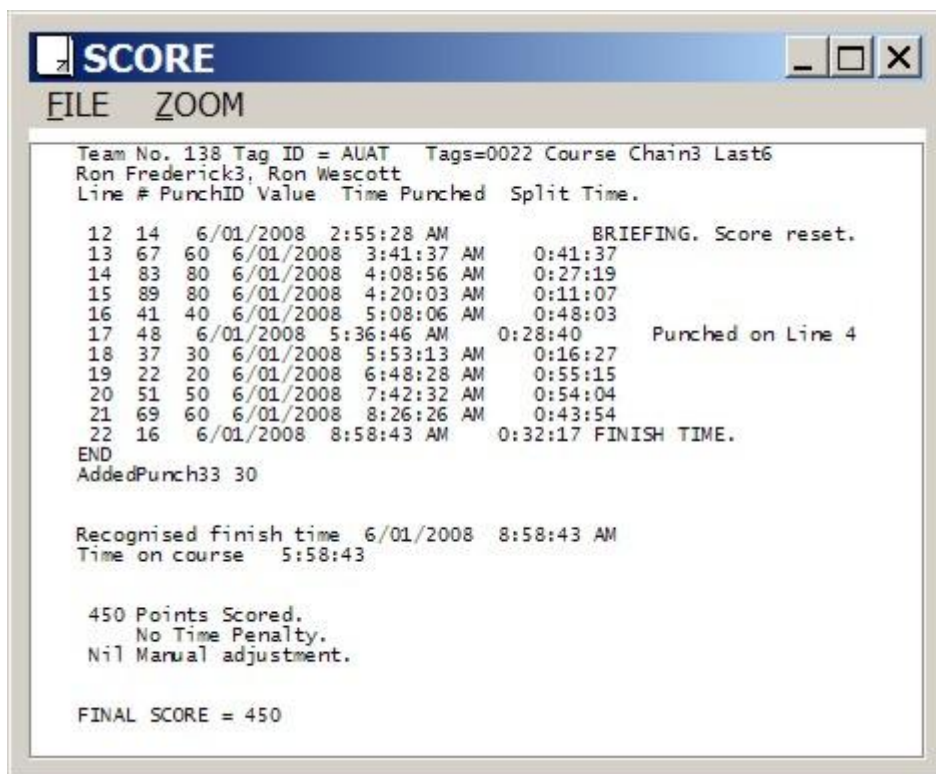 SCORE
FILE ZOOM
Team No. 138 Tag ID = AUAT Tags=0022 Course Chain3 Last6
Ron Frederick3, Ron Wescott
Line # PunchID Value Time Punched Split Time.
12 14 6/01/2008 2:55:28 AM BRIEFING. Score reset.
13 67 60 6/01/2008 3:41:37 AM 0:41:37
14 83 80 6/01/2008 4:08:56 AM 0:27:19
15 89 80 6/01/2008 4:20:03 AM 0:11:07
16 41 40 6/01/2008 5:08:06 AM 0:48:03
17 48 6/01/2008 5:36:46 AM 0:28:40 Punched on Line 4
18 37 30 6/01/2008 5:53:13 AM 0:16:27
19 22 20 6/01/2008 6:48:28 AM 0:55:15
20 51 50 6/01/2008 7:42:32 AM 0:54:04
21 69 60 6/01/2008 8:26:26 AM 0:43:54
22 16 6/01/2008 8:58:43 AM 0:32:17 FINISH TIME.
END
AddedPunch33 30
Recognised finish time 6/01/2008 8:58:43 AM
Time on course 5:58:43
450 Points Scored.
No Time Penalty.
Nil Manual adjustment.
FINAL SCORE = 450